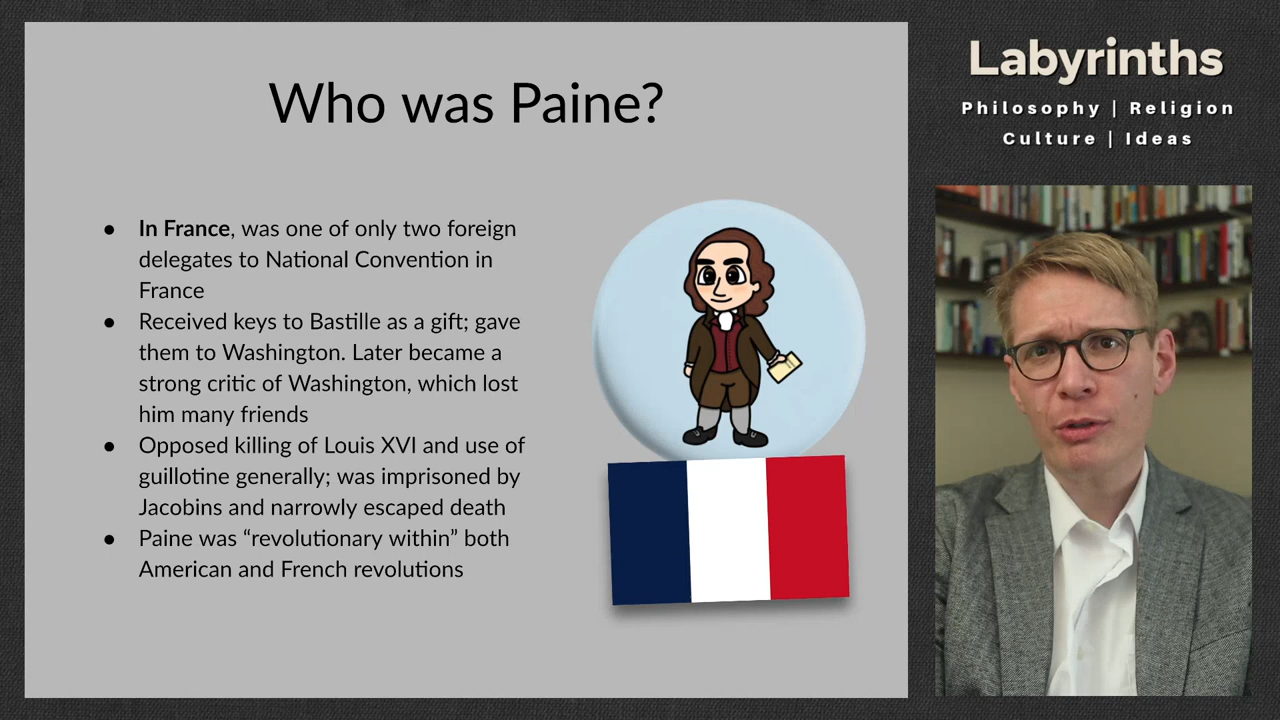 Who was Paine?
● In France, was one of only two foreign
delegates to National Convention in
France
● Received keys to Bastille as a gift; gave
them to Washington. Later became a
strong critic of Washington, which lost
him many friends
● Opposed killing of Louis XVI and use of
guillotine generally; was imprisoned by
Jacobins and narrowly escaped death
● Paine was “revolutionary within” both
American and French revolutions
Labyrinths
Philosophy | Religion
Culture | Ideas